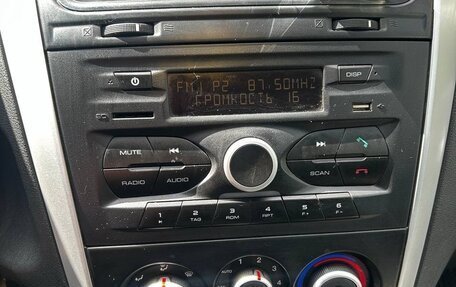 FM1 P2 87.50MHZ
DISP
ГРОМКОСТЬ 16
MUTE
RADIO AUDIO
SCAN
1 2 3 4 5 6
TAG RDM RPT F- F+
AUTO